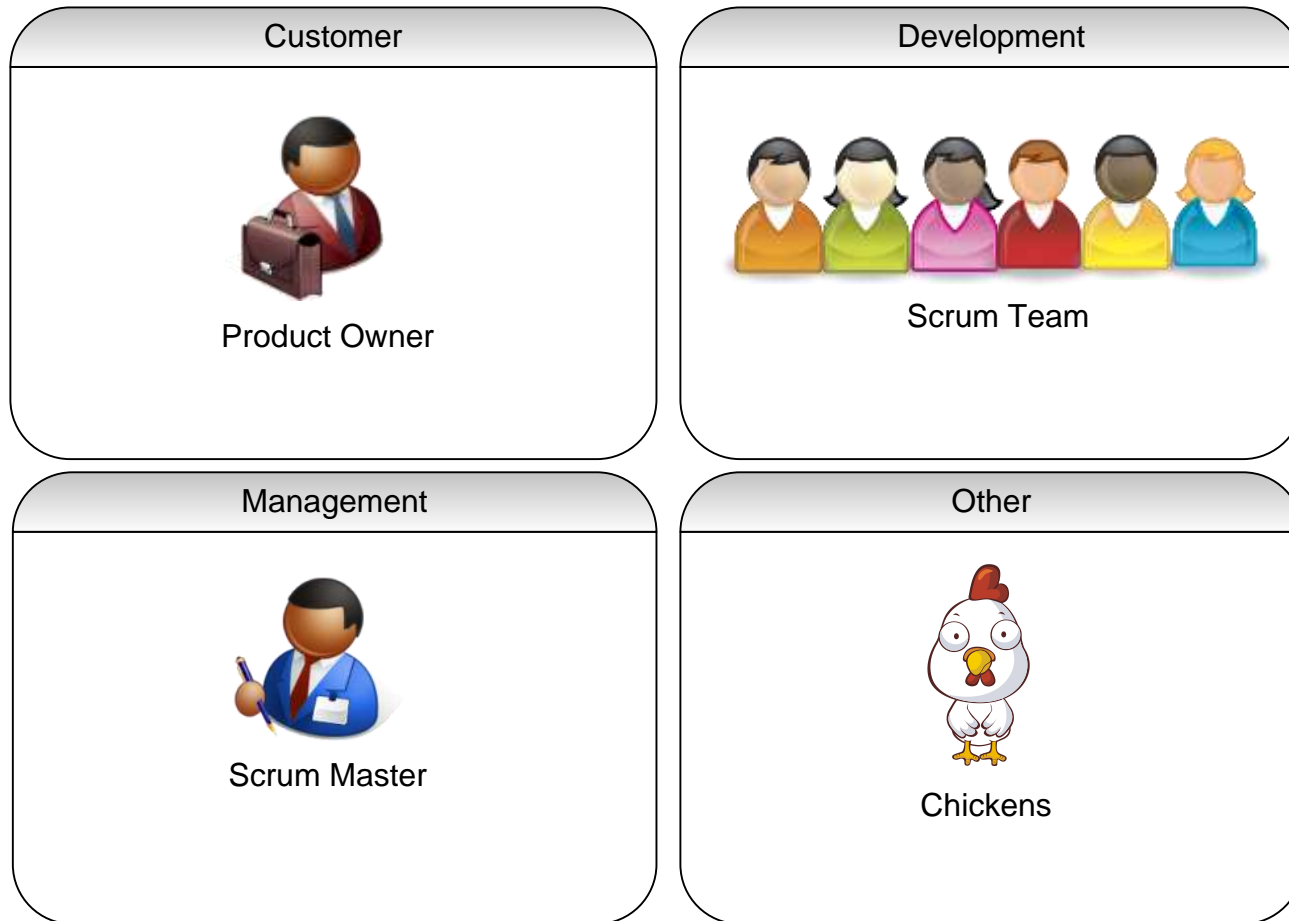 Customer
Product Owner
Development
Scrum Team
Management
Scrum Master
Other
Chickens